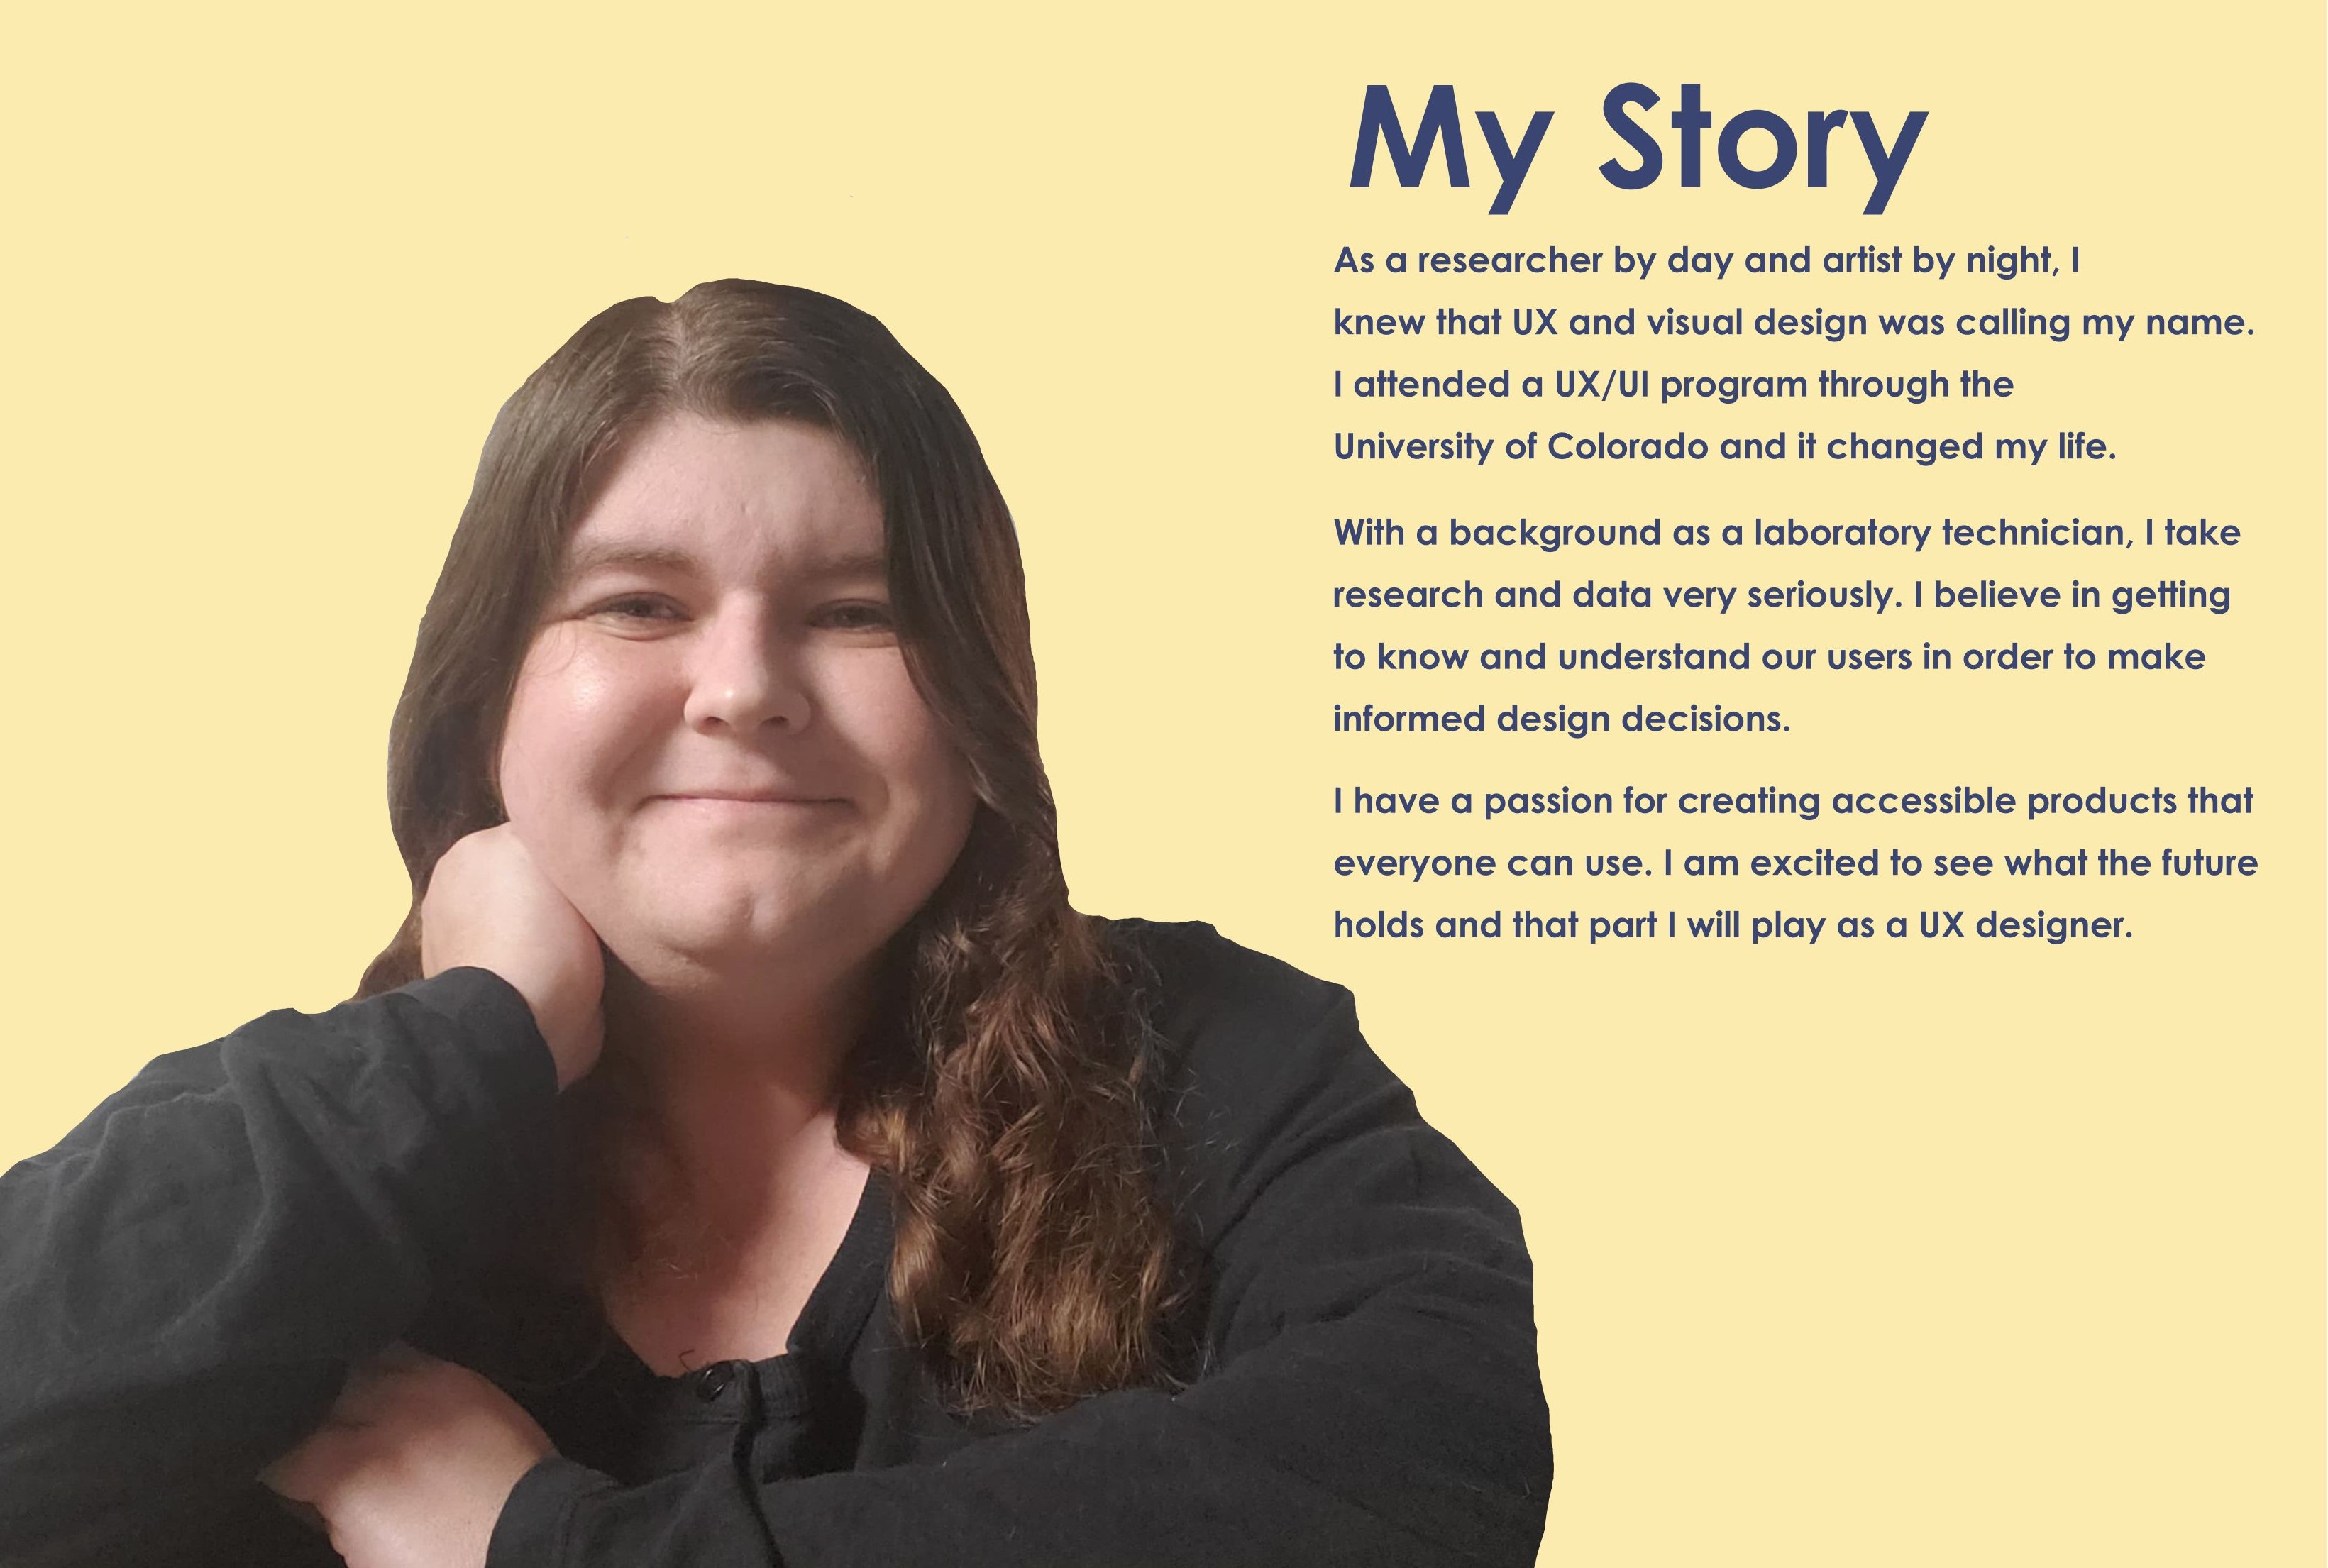 My Story
As a researcher by day and artist by night, I
knew that UX and visual design was calling my name.
I attended a UX/UI program through the
University of Colorado and it changed my life.
With a background as a laboratory technician, I take
research and data very seriously. I believe in getting
to know and understand our users in order to make
informed design decisions.
I have a passion for creating accessible products that
everyone can use. I am excited to see what the future
holds and that part I will play as a UX designer.